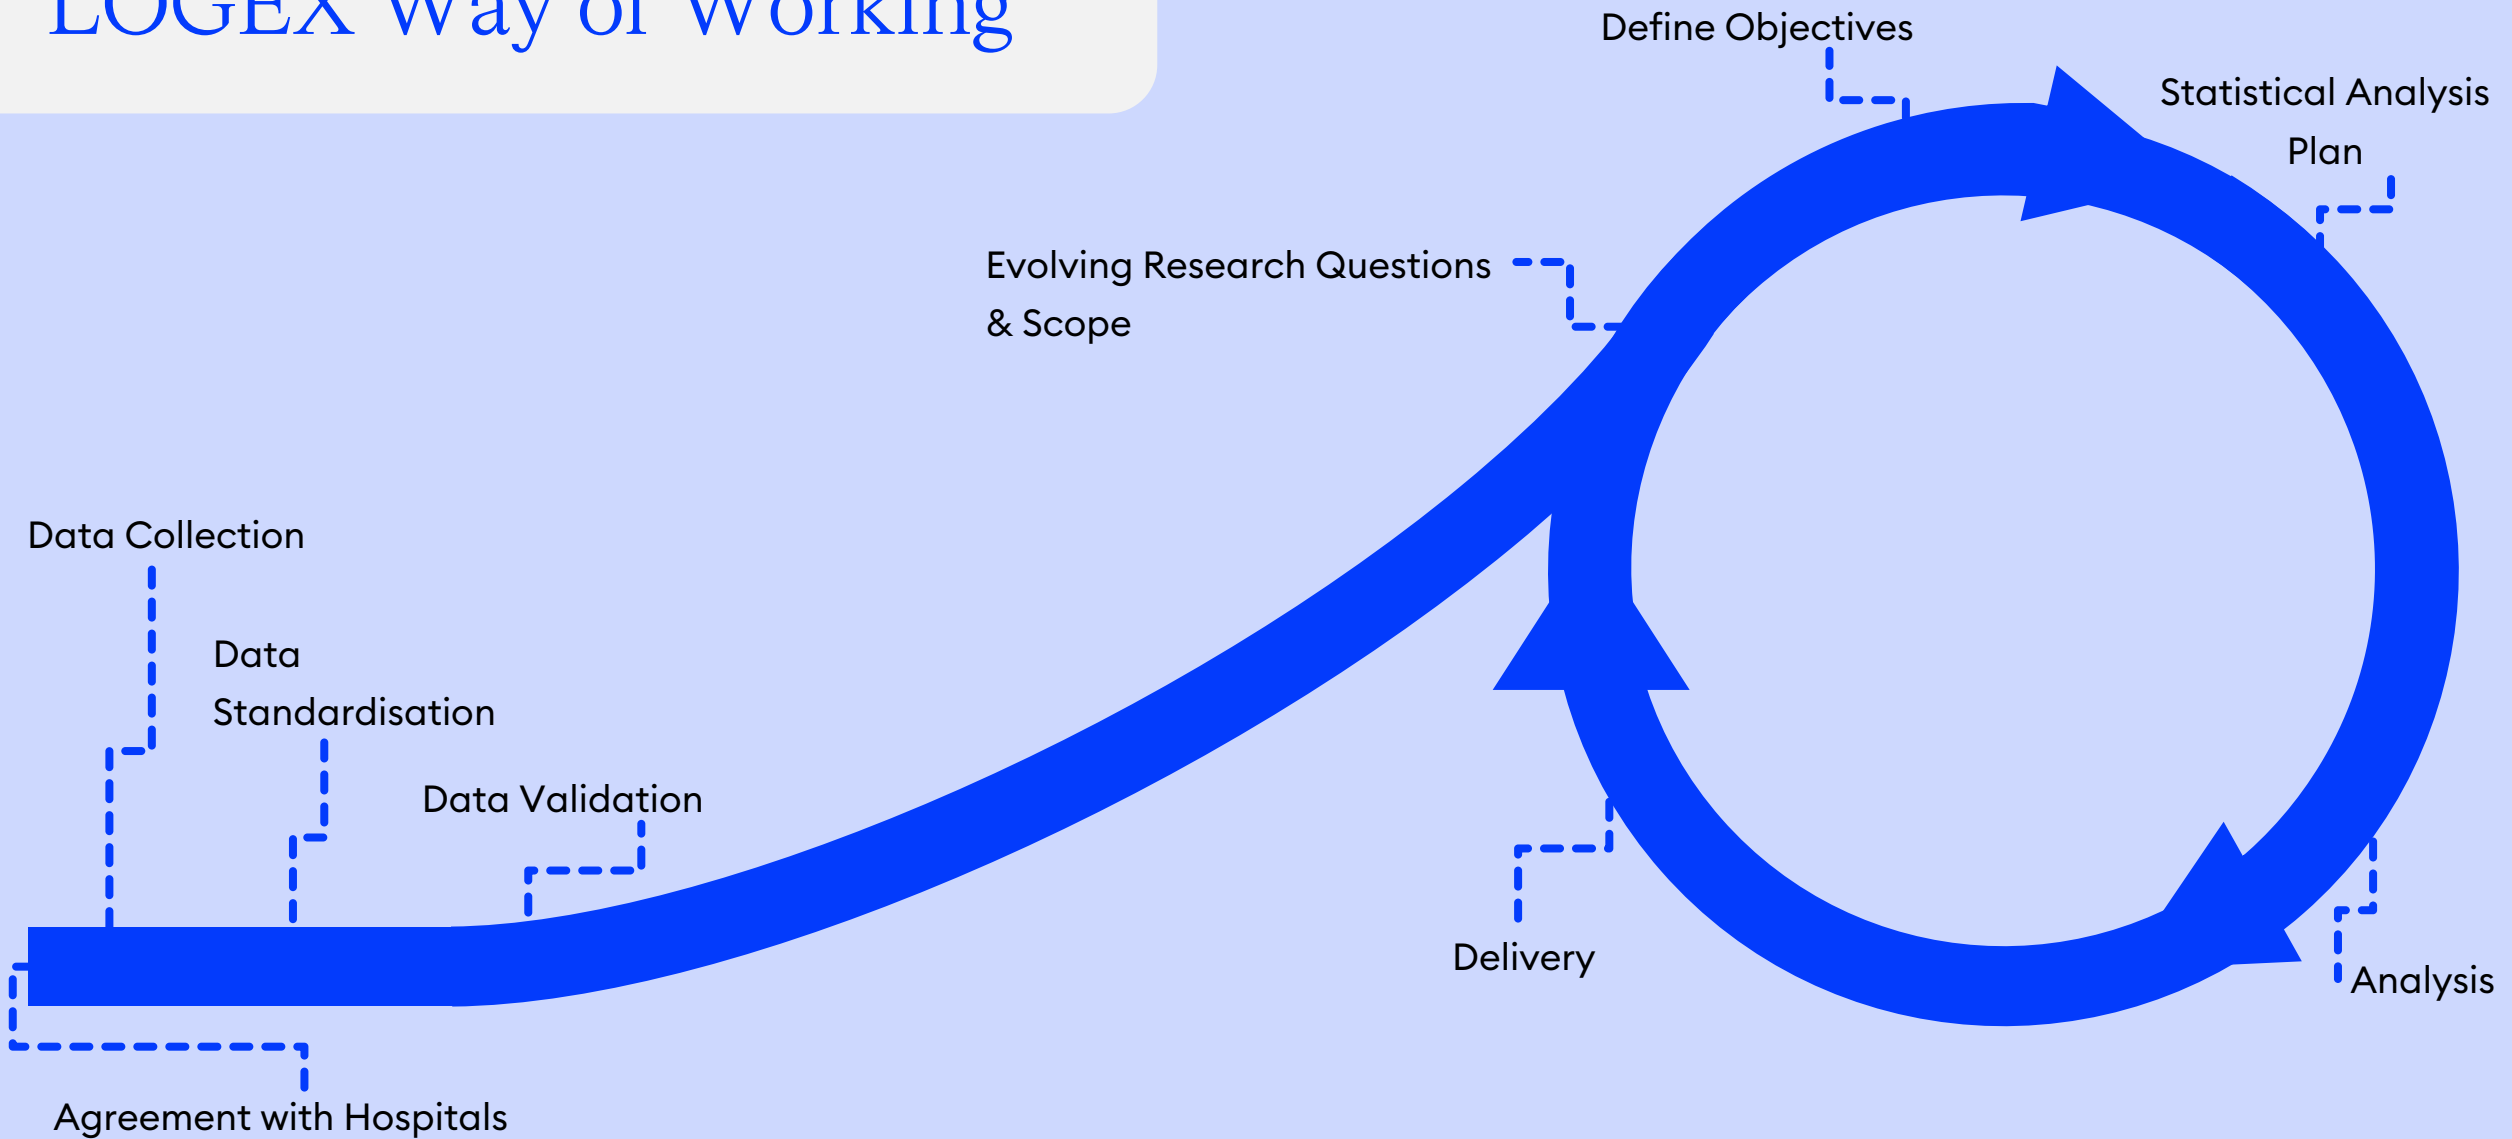 LOGEX Way of Working
Define Objectives
Statistical Analysis
Plan
Evolving Research Questions
& Scope
Data Collection
Data
Standardisation
Data Validation
Delivery
Analysis
Agreement with Hospitals